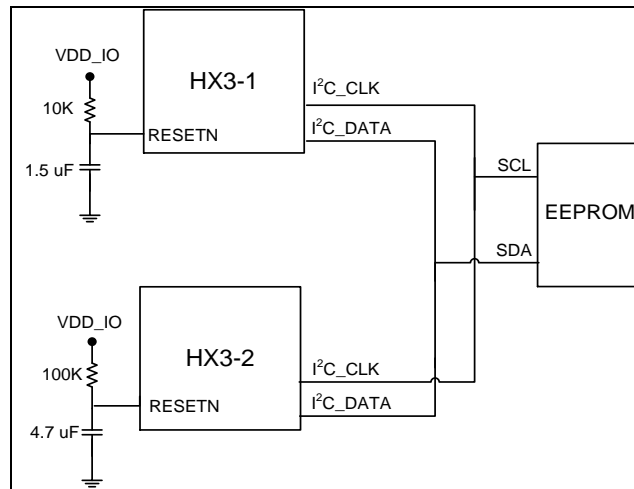 VDD_IO
10K
RESETN
1.5 uF
HX3-1
I²C_CLK
I²C_DATA
SCL
SDA
EEPROM
VDD_IO
100K
RESETN
4.7 uF
HX3-2
I²C_CLK
I²C_DATA